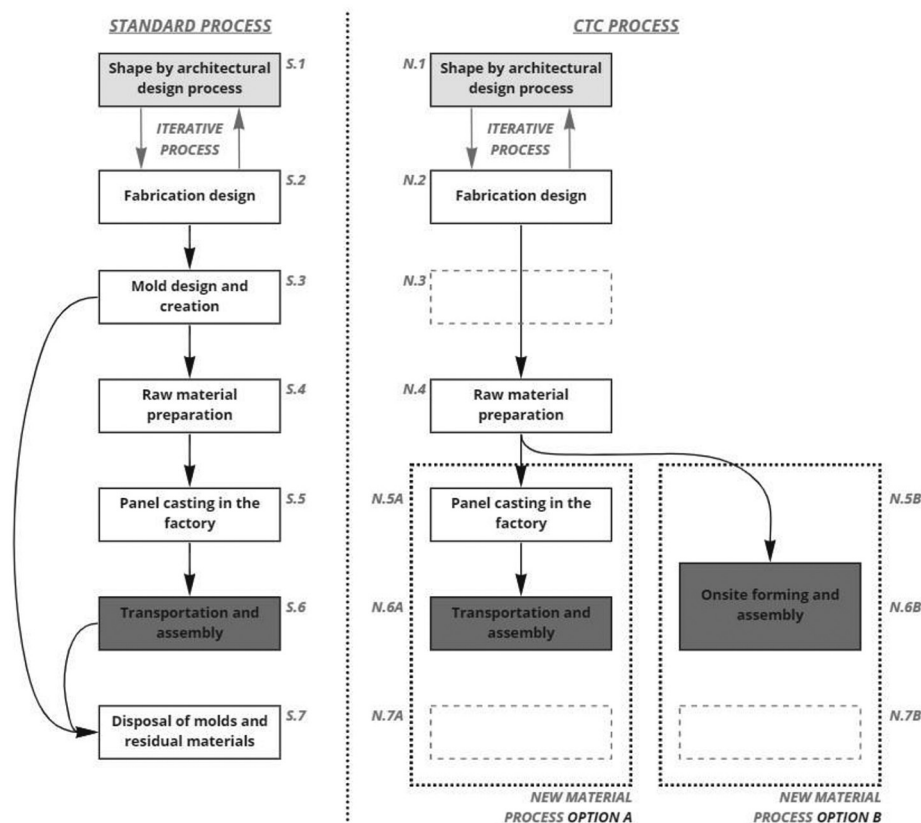 STANDARD PROCESS
Shape by architectural
design process
S.1
ITERATIVE
PROCESS
Fabrication design
S.2
Mold design and
creation
S.3
Raw material
preparation
S.4
Panel casting in the
factory
S.5
Transportation and
assembly
S.6
Disposal of molds and
residual materials
S.7
CTC PROCESS
N.1
Shape by architectural
design process
ITERATIVE
PROCESS
N.2
Fabrication design
N.3
N.4
Raw material
preparation
N.5A
Panel casting in the
factory
N.6A
Transportation and
assembly
N.7A
NEW MATERIAL
PROCESS OPTION A
N.5B
Onsite forming and
assembly
N.6B
N.7B
NEW MATERIAL
PROCESS OPTION B